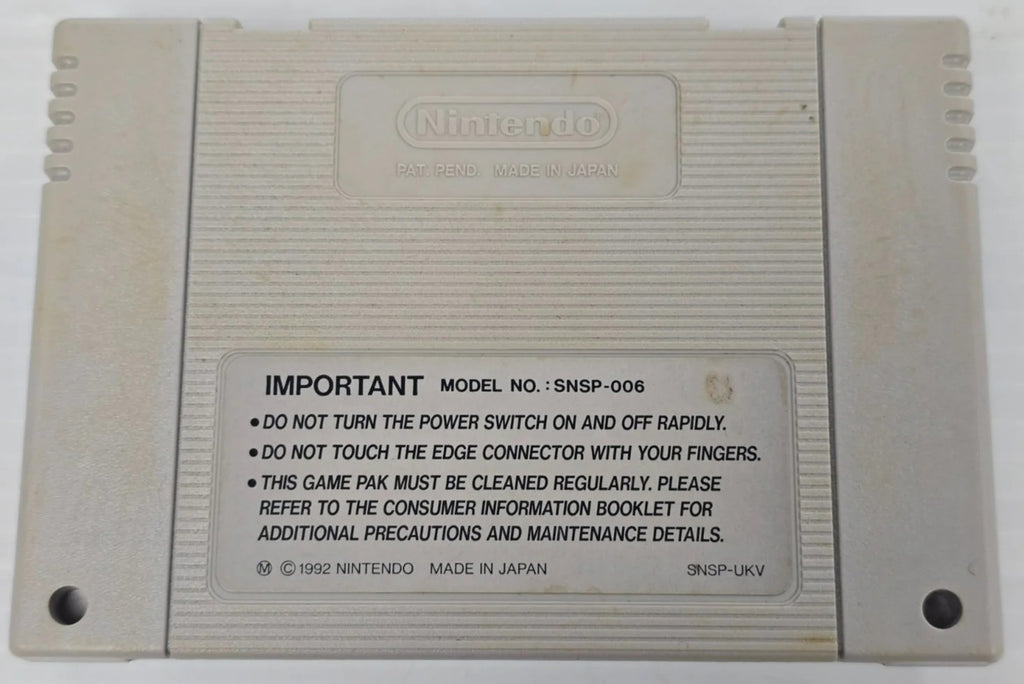 Nintendo
PAT. PEND. MADE IN JAPAN
IMPORTANT MODEL NO.: SNSP-006
• DO NOT TURN THE POWER SWITCH ON AND OFF RAPIDLY.
• DO NOT TOUCH THE EDGE CONNECTOR WITH YOUR FINGERS.
• THIS GAME PAK MUST BE CLEANED REGULARLY. PLEASE
REFER TO THE CONSUMER INFORMATION BOOKLET FOR
ADDITIONAL PRECAUTIONS AND MAINTENANCE DETAILS.
Ⓜ © 1992 NINTENDO MADE IN JAPAN SNSP-UKV